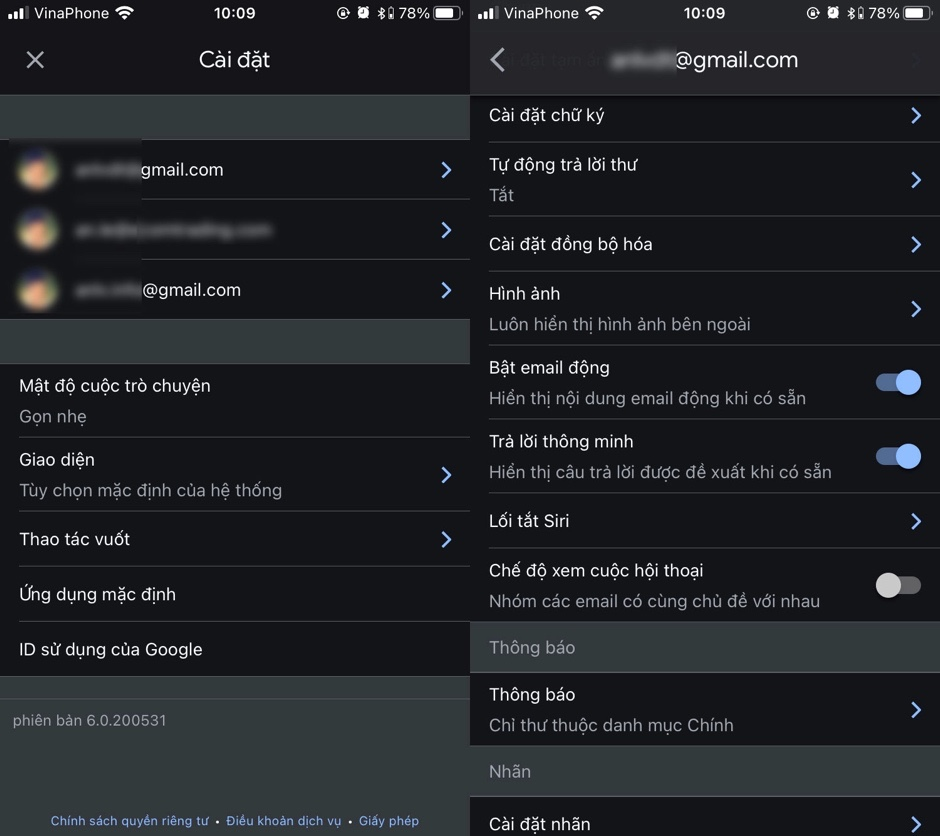 VinaPhone 10:09 78%
Cài đặt
gmail.com
@gmail.com
Mật độ cuộc trò chuyện
Gọn nhẹ
Giao diện
Tùy chọn mặc định của hệ thống
Thao tác vuốt
Ứng dụng mặc định
ID sử dụng của Google
phiên bản 6.0.200531
Chính sách quyền riêng tư • Điều khoản dịch vụ • Giấy phép
VinaPhone 10:09 78%
@gmail.com
Cài đặt chữ ký
Tự động trả lời thư
Tắt
Cài đặt đồng bộ hóa
Hình ảnh
Luôn hiển thị hình ảnh bên ngoài
Bật email động
Hiển thị nội dung email động khi có sẵn
Trả lời thông minh
Hiển thị câu trả lời được đề xuất khi có sẵn
Lối tắt Siri
Chế độ xem cuộc hội thoại
Nhóm các email có cùng chủ đề với nhau
Thông báo
Thông báo
Chỉ thư thuộc danh mục Chính
Nhãn
Cài đặt nhãn